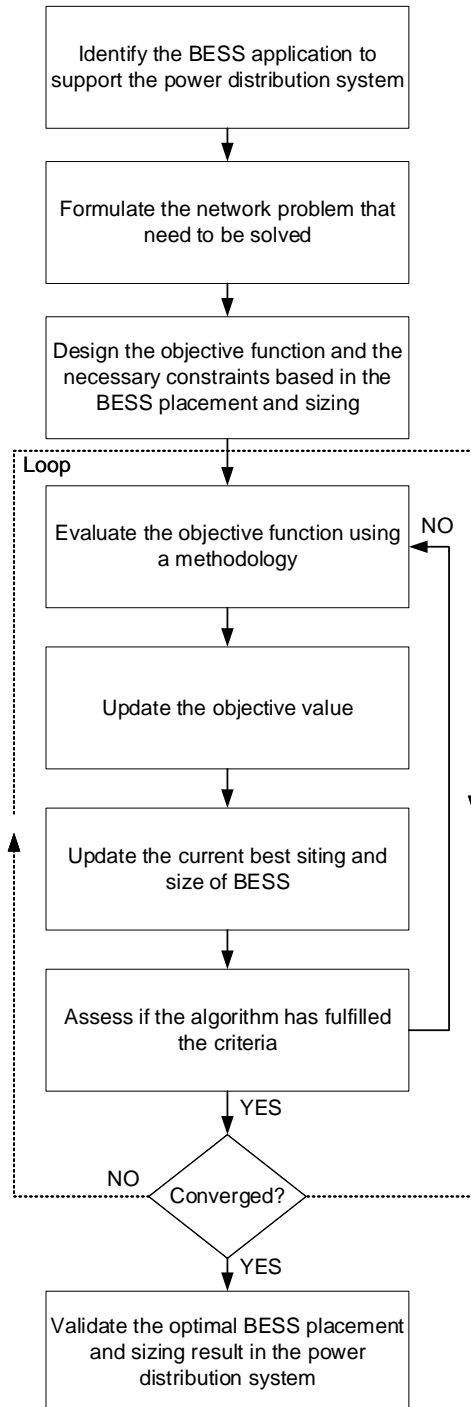 Identify the BESS application to
support the power distribution system
Formulate the network problem that
need to be solved
Design the objective function and the
necessary constraints based in the
BESS placement and sizing
Loop
Evaluate the objective function using
a methodology
NO
Update the objective value
Update the current best siting and
size of BESS
Assess if the algorithm has fulfilled
the criteria
YES
NO
Converged?
YES
Validate the optimal BESS placement
and sizing result in the power
distribution system